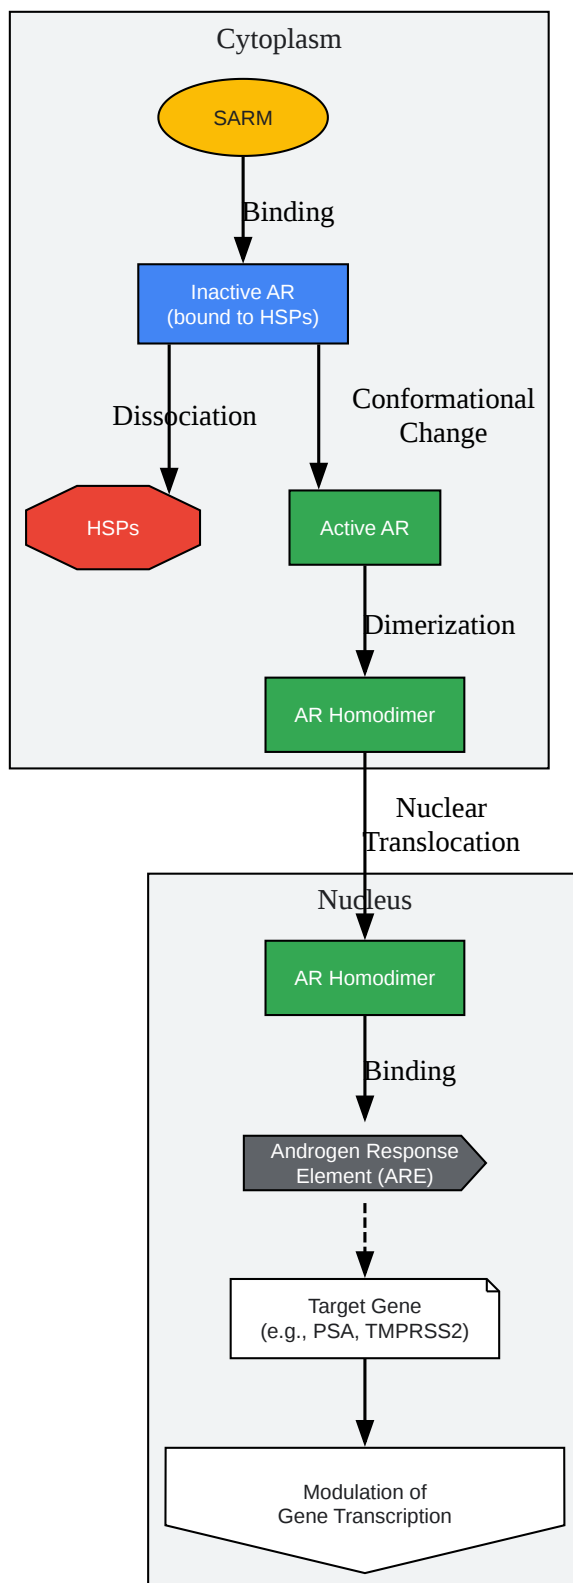 Cytoplasm
SARM
Binding
Inactive AR
(bound to HSPs)
Dissociation
Conformational
Change
HSPs
Active AR
Dimerization
AR Homodimer
Nuclear
Translocation
Nucleus
AR Homodimer
Binding
Androgen Response
Element (ARE)
Target Gene
(e.g., PSA, TMPRSS2)
Modulation of
Gene Transcription